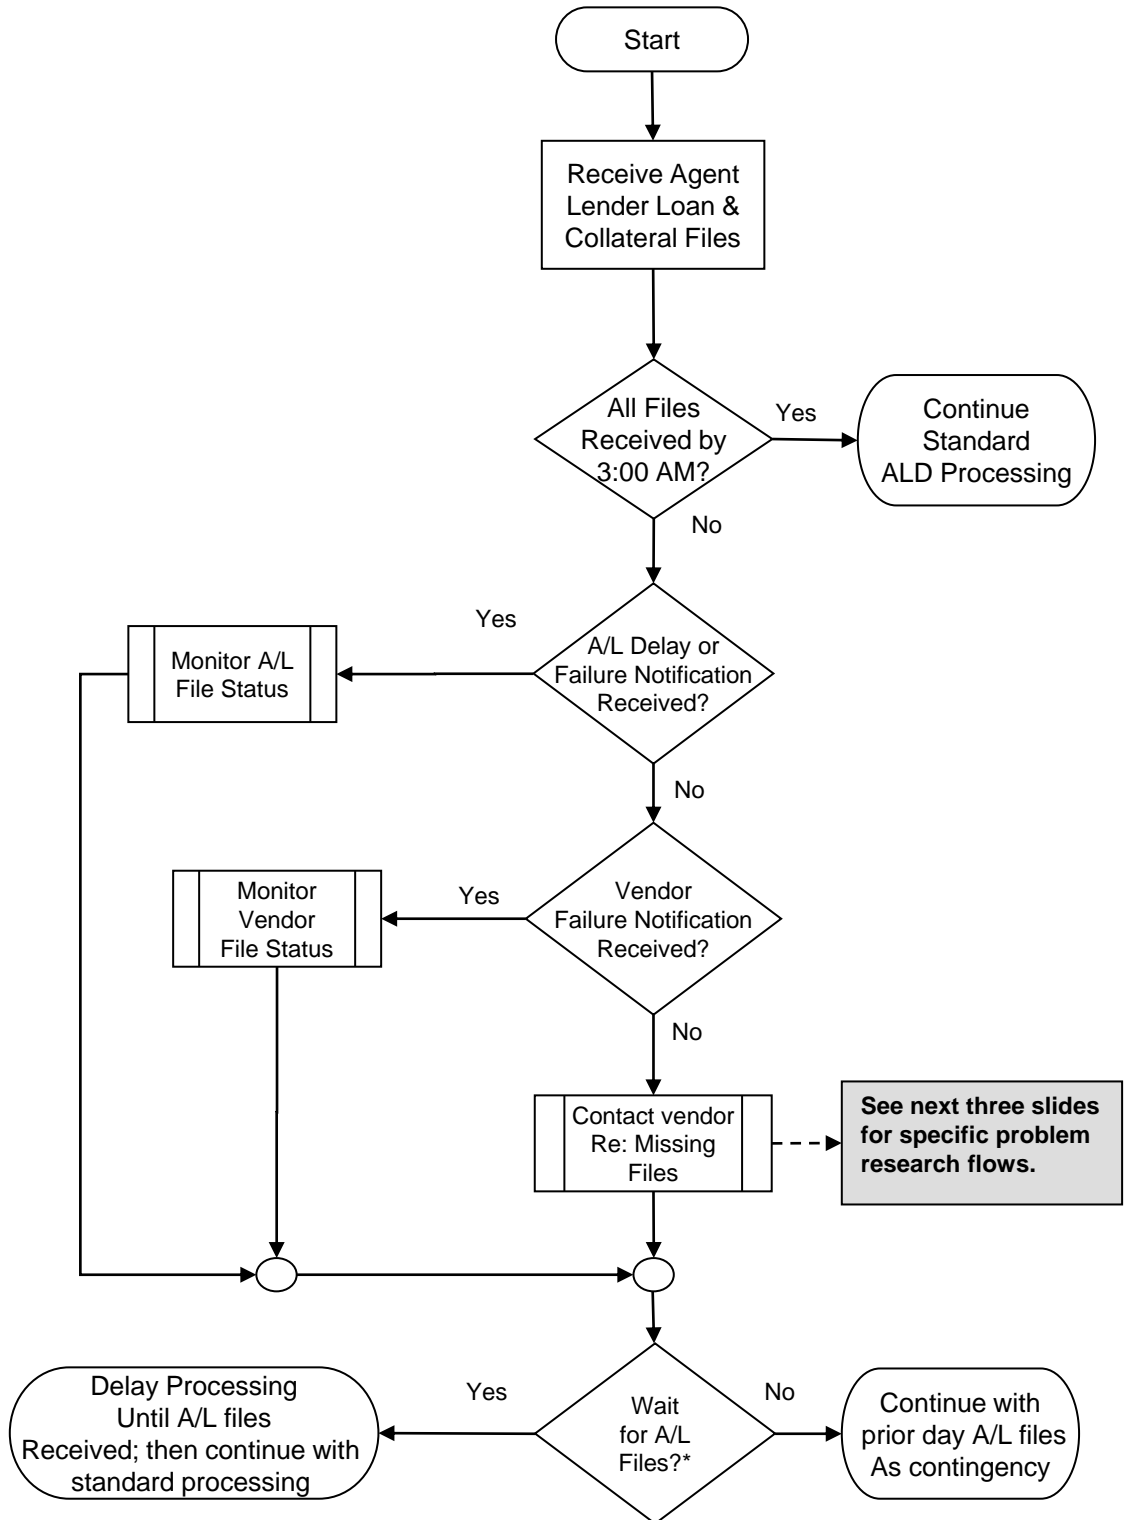 Start
Receive Agent
Lender Loan &
Collateral Files
All Files
Received by
3:00 AM?
Yes
Continue
Standard
ALD Processing
No
Yes
A/L Delay or
Failure Notification
Received?
Monitor A/L
File Status
No
Monitor
Vendor
File Status
Yes
Vendor
Failure Notification
Received?
No
Contact vendor
Re: Missing
Files
See next three slides
for specific problem
research flows.
Delay Processing
Until A/L files
Received; then continue with
standard processing
Yes
Wait
for A/L
Files?*
No
Continue with
prior day A/L files
As contingency